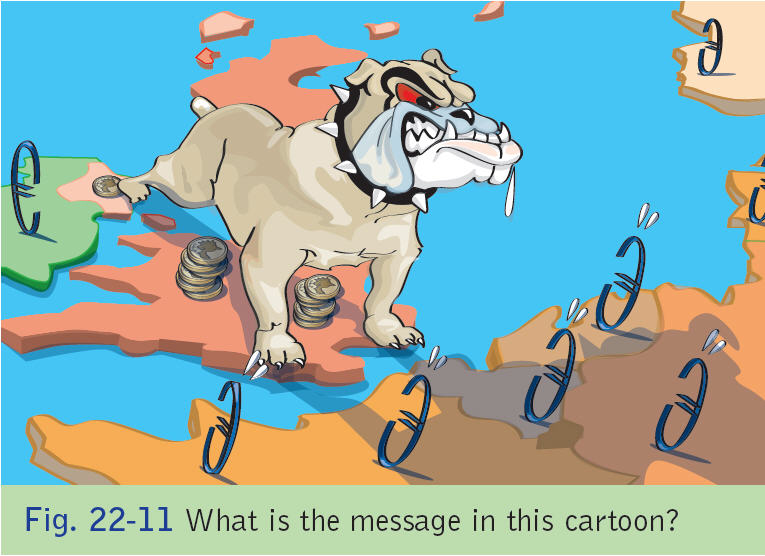 Fig. 22-11 What is the message in this cartoon?